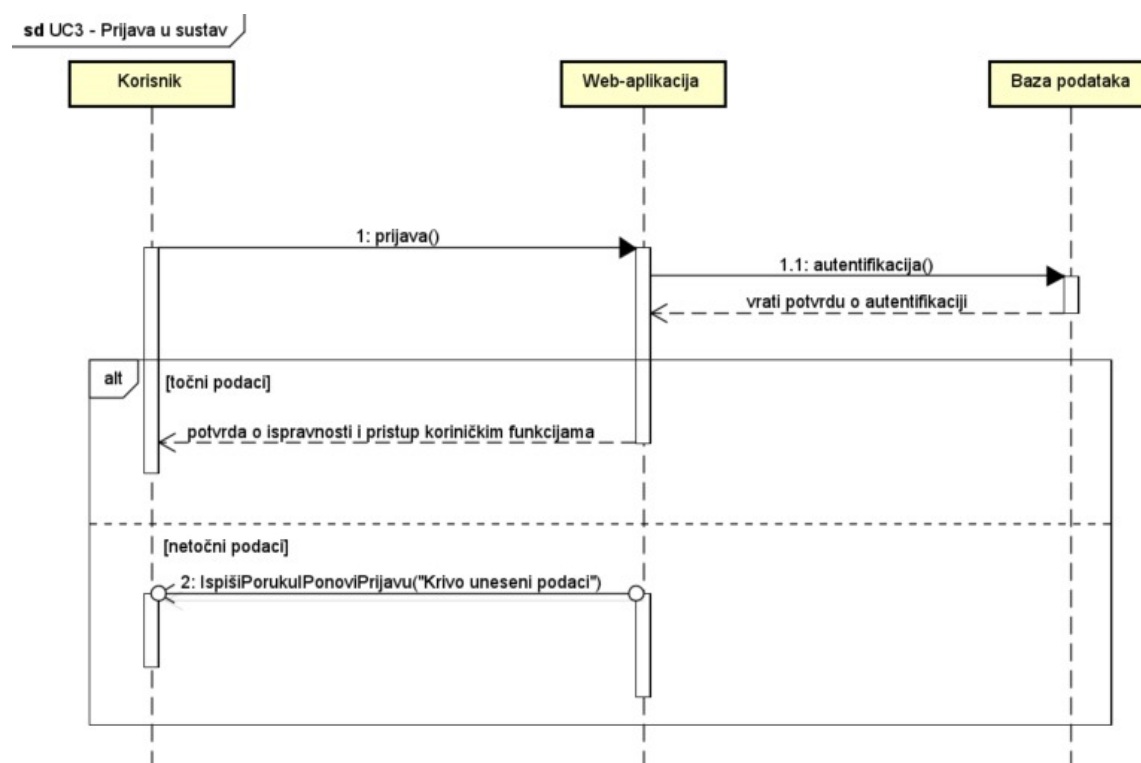 sd UC3 - Prijava u sustav
Korisnik
Web-aplikacija
Baza podataka
1: prijava()
1.1: autentifikacija()
vrati potvrdu o autentifikaciji
alt
[točni podaci]
potvrda o ispravnosti i pristup koriničkim funkcijama
[netočni podaci]
2: IspišiPorukuIPonoviPrijavu("Krivo uneseni podaci")